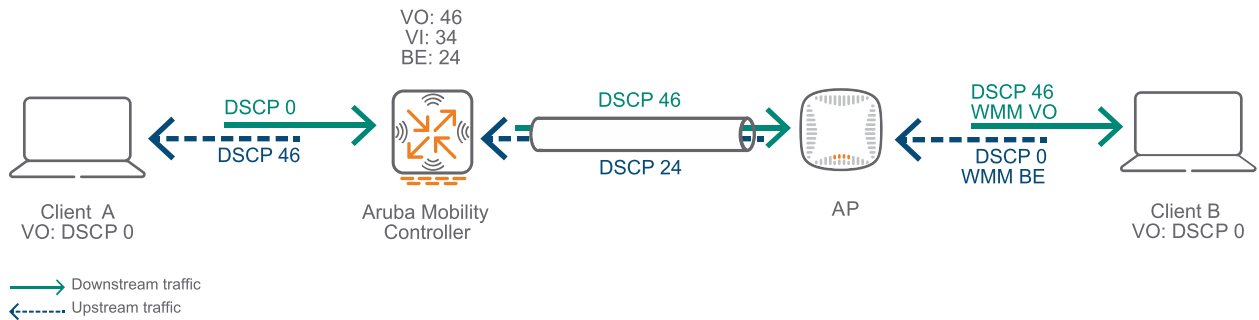 VO: 46
VI: 34
BE: 24
DSCP 0
DSCP 46
DSCP 46
DSCP 24
DSCP 46
WMM VO
DSCP 0
WMM BE
Client A
VO: DSCP 0
Aruba Mobility
Controller
AP
Client B
VO: DSCP 0
Downstream traffic
Upstream traffic